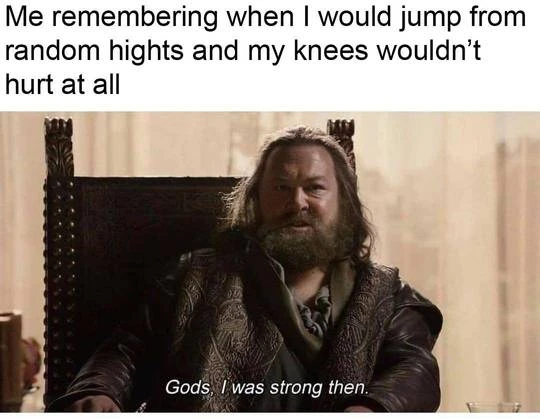 Me remembering when I would jump from
random hights and my knees wouldn't
hurt at all
Gods, I was strong then.